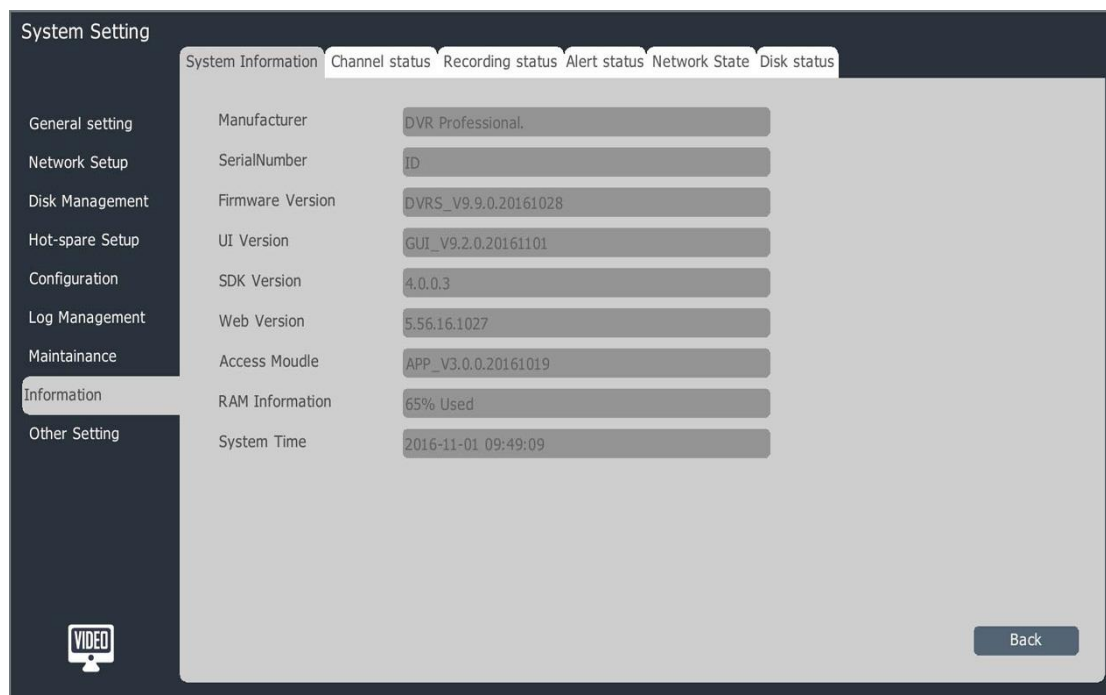 System Setting
System Information Channel status Recording status Alert status Network State Disk status
General setting
Network Setup
Disk Management
Hot-spare Setup
Configuration
Log Management
Maintainance
Information
Other Setting
Manufacturer DVR Professional.
SerialNumber ID
Firmware Version DVRS_V9.9.0.20161028
UI Version GUI_V9.2.0.20161101
SDK Version 4.0.0.3
Web Version 5.56.16.1027
Access Moudle APP_V3.0.0.20161019
RAM Information 65% Used
System Time 2016-11-01 09:49:09
VIDEO
Back